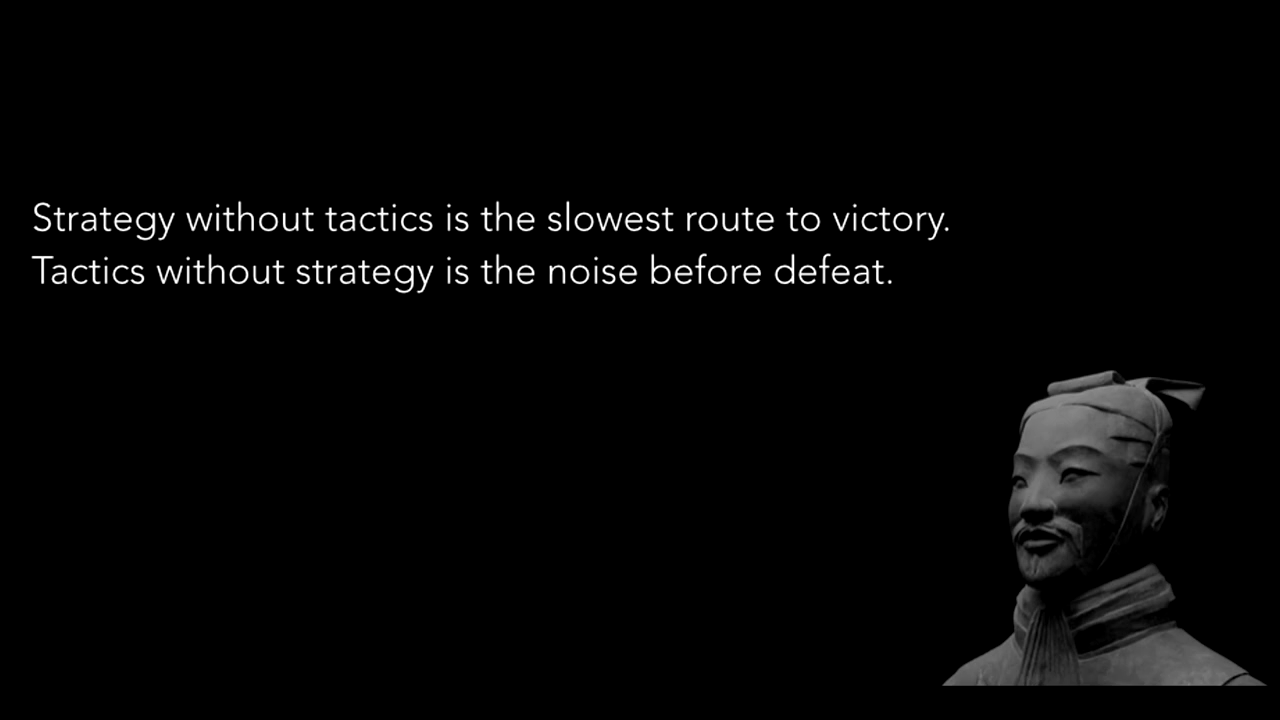 Strategy without tactics is the slowest route to victory.
Tactics without strategy is the noise before defeat.